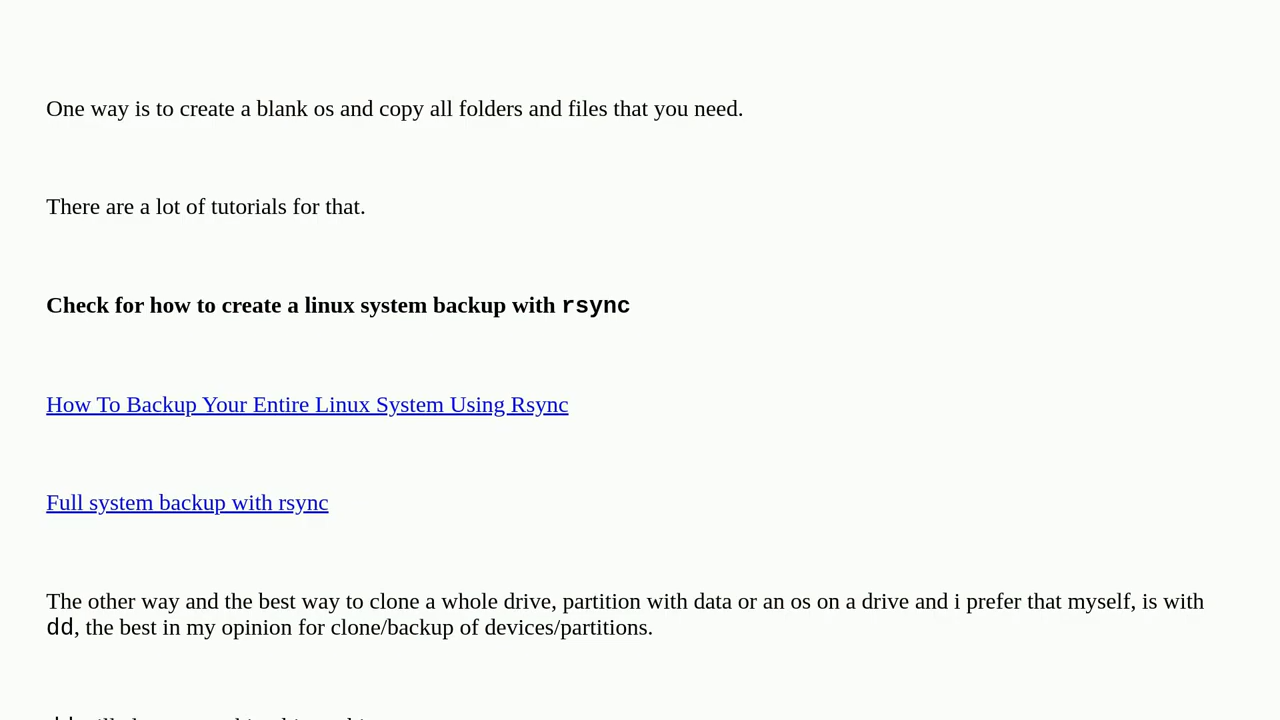 One way is to create a blank os and copy all folders and files that you need.
There are a lot of tutorials for that.
Check for how to create a linux system backup with rsync
How To Backup Your Entire Linux System Using Rsync
Full system backup with rsync
The other way and the best way to clone a whole drive, partition with data or an os on a drive and i prefer that myself, is with
dd, the best in my opinion for clone/backup of devices/partitions.